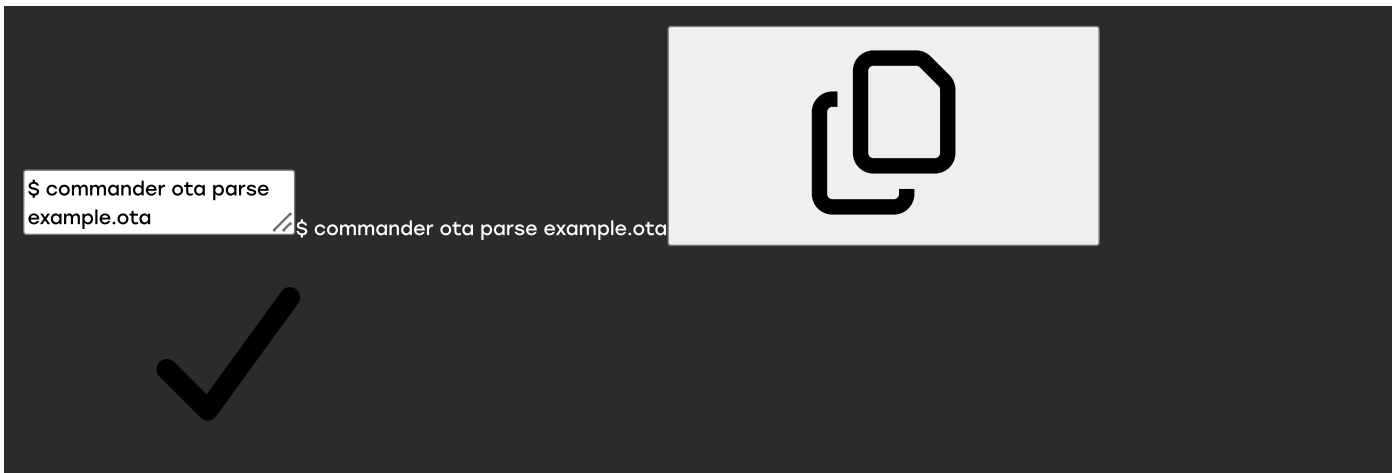 $ commander ota parse
example.ota
$ commander ota parse example.ota